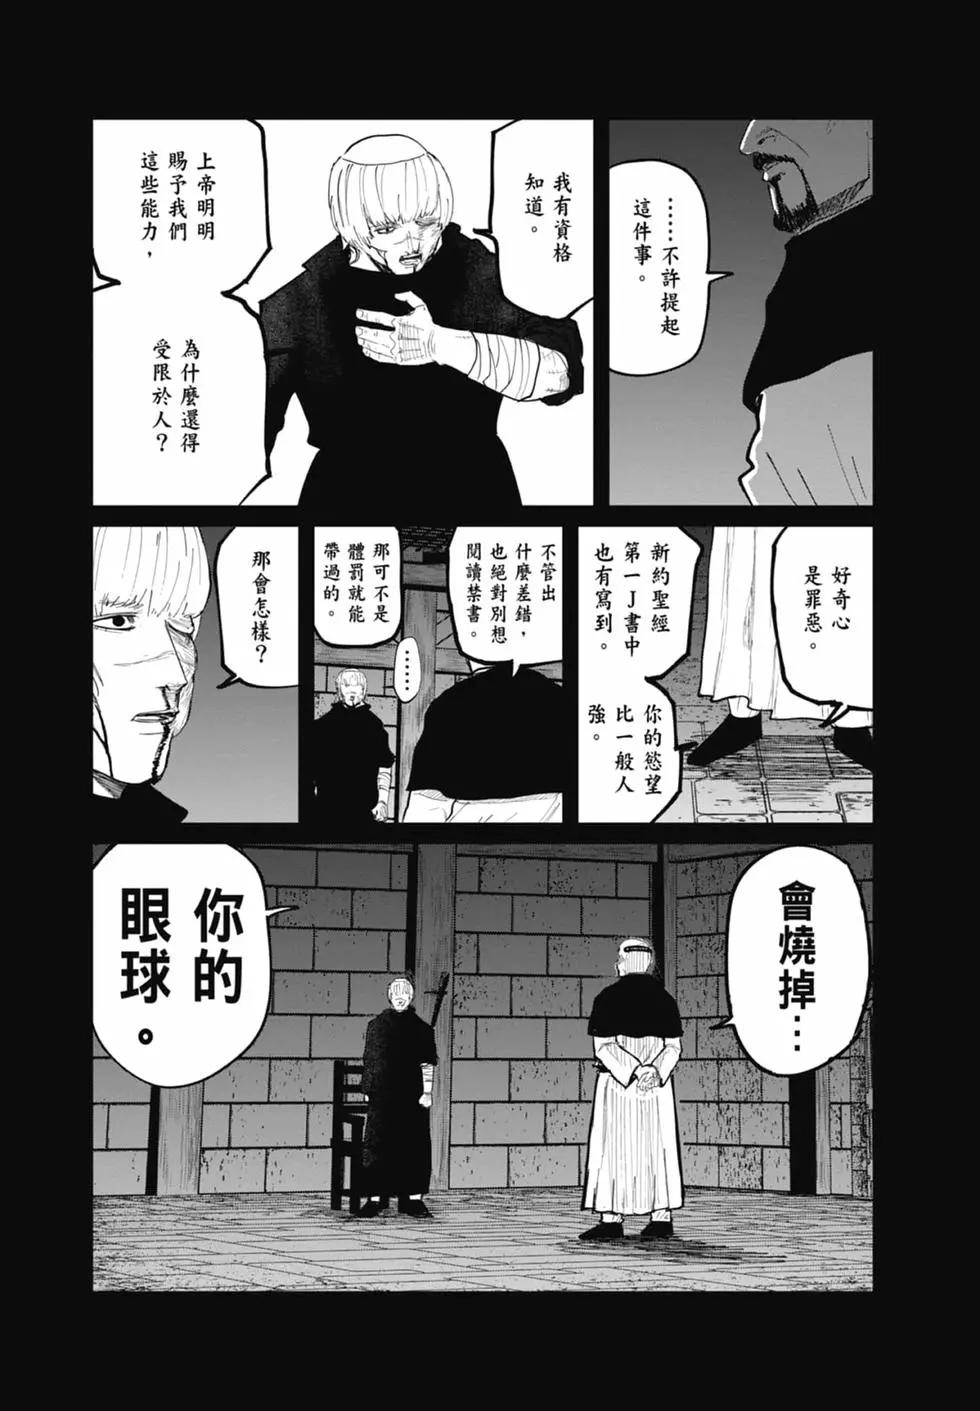 ……不許提起
這件事。
我有資格
知道。
上帝明明
賜予我們
這些能力，
為什麼還得
受限於人？
好奇心
是罪惡。
新約聖經
第一J書中
也有寫到。
你的慾望
比一般人
強。
不管出
什麼差錯，
也絕對別想
閱讀禁書。
那可不是
體罰就能
帶過的。
……
那會怎樣？
會燒掉…
你的
眼球。